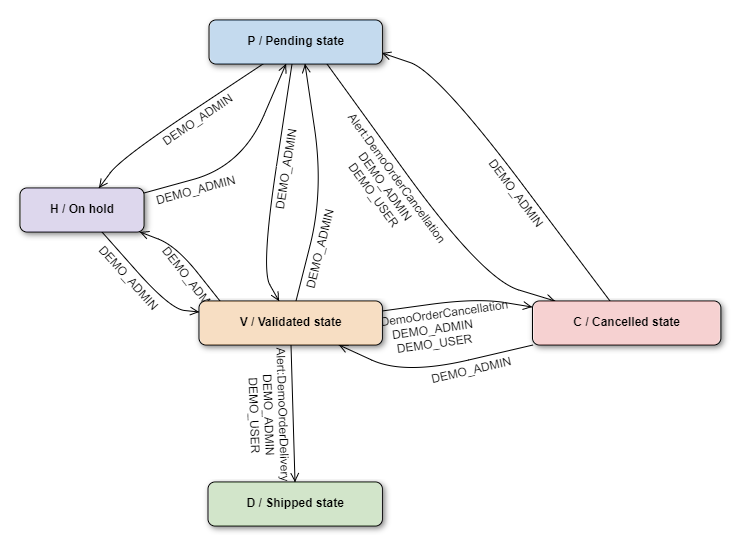 P / Pending state
DEMO_ADMIN
DEMO_ADMIN
DEMO_ADMIN
DEMO_ADMIN
Alert:DemoOrderCancellation
DEMO_ADMIN
DEMO_USER
DEMO_ADMIN
H / On hold
DEMO_ADMIN
V / Validated state
DemoOrderCancellation
DEMO_ADMIN
DEMO_USER
C / Cancelled state
DEMO_ADMIN
Alert:DemoOrderDelivery
DEMO_ADMIN
DEMO_USER
D / Shipped state